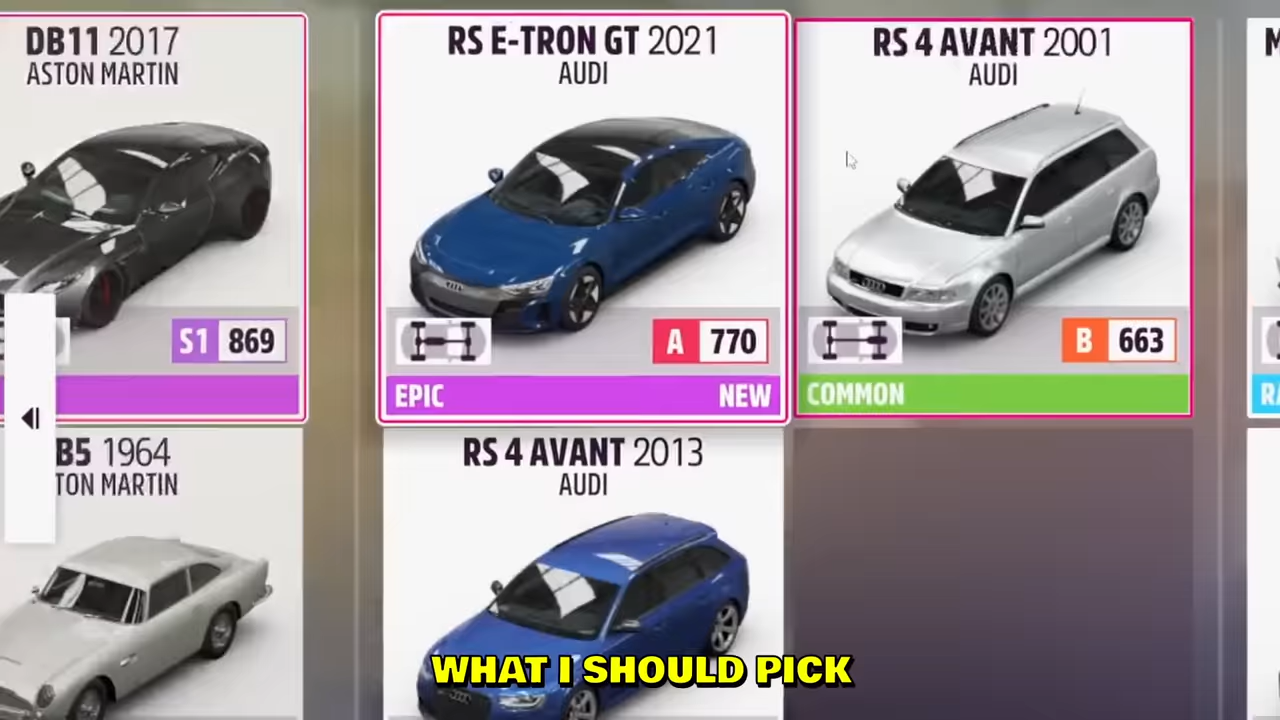 DB11 2017
ASTON MARTIN
S1 869
RS E-TRON GT 2021
AUDI
A 770
EPIC NEW
RS 4 AVANT 2001
AUDI
B 663
COMMON
M
RA
B5 1964
TON MARTIN
RS 4 AVANT 2013
AUDI
WHAT I SHOULD PICK